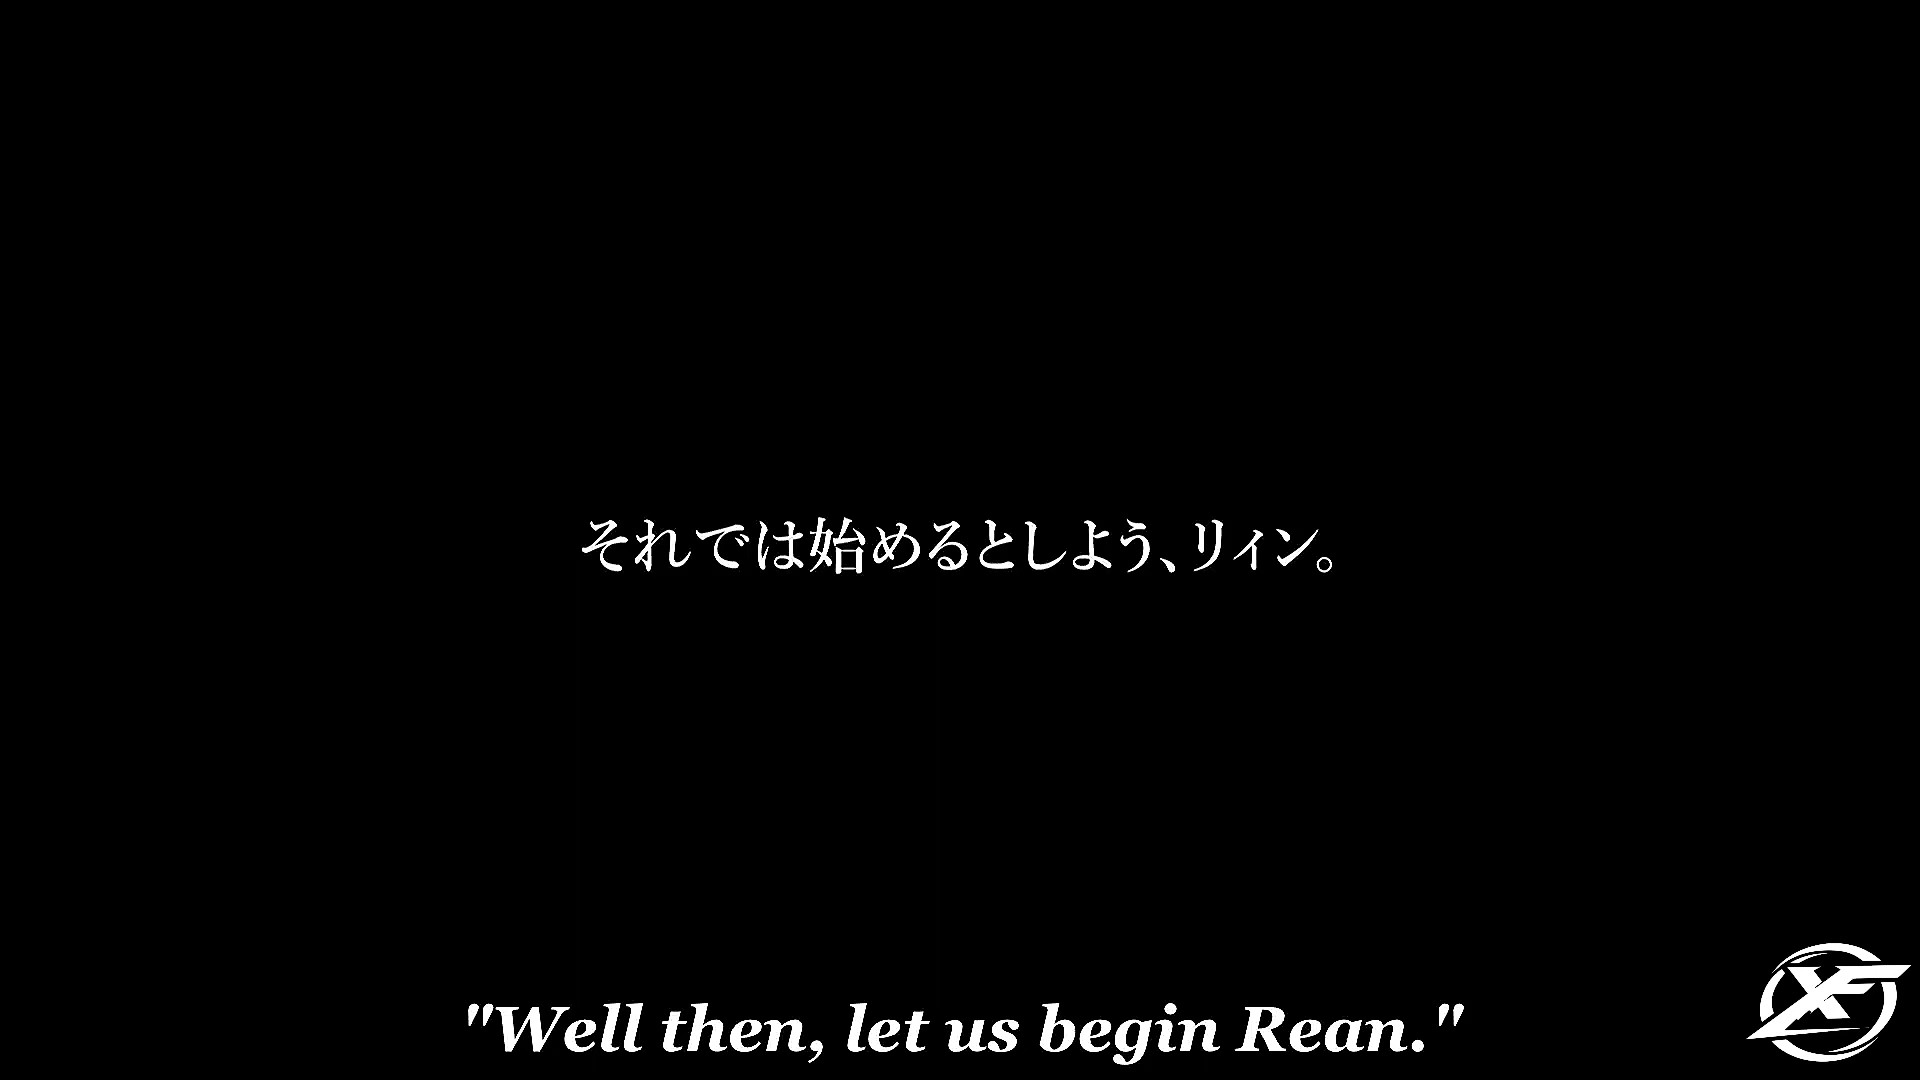 それでは始めるとしよう、リィン。
"Well then, let us begin Rean."
XF